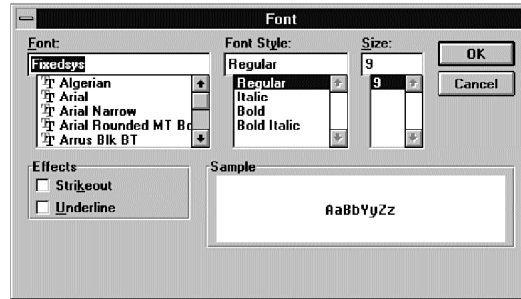 Font
Font:
Fixedsys
Algerian
Arial
Arial Narrow
Arial Rounded MT Bo
Arrus Blk BT
Font Style:
Regular
Regular
Italic
Bold
Bold Italic
Size:
9
9
OK
Cancel
Effects
Strikeout
Underline
Sample
AaBbYyZz